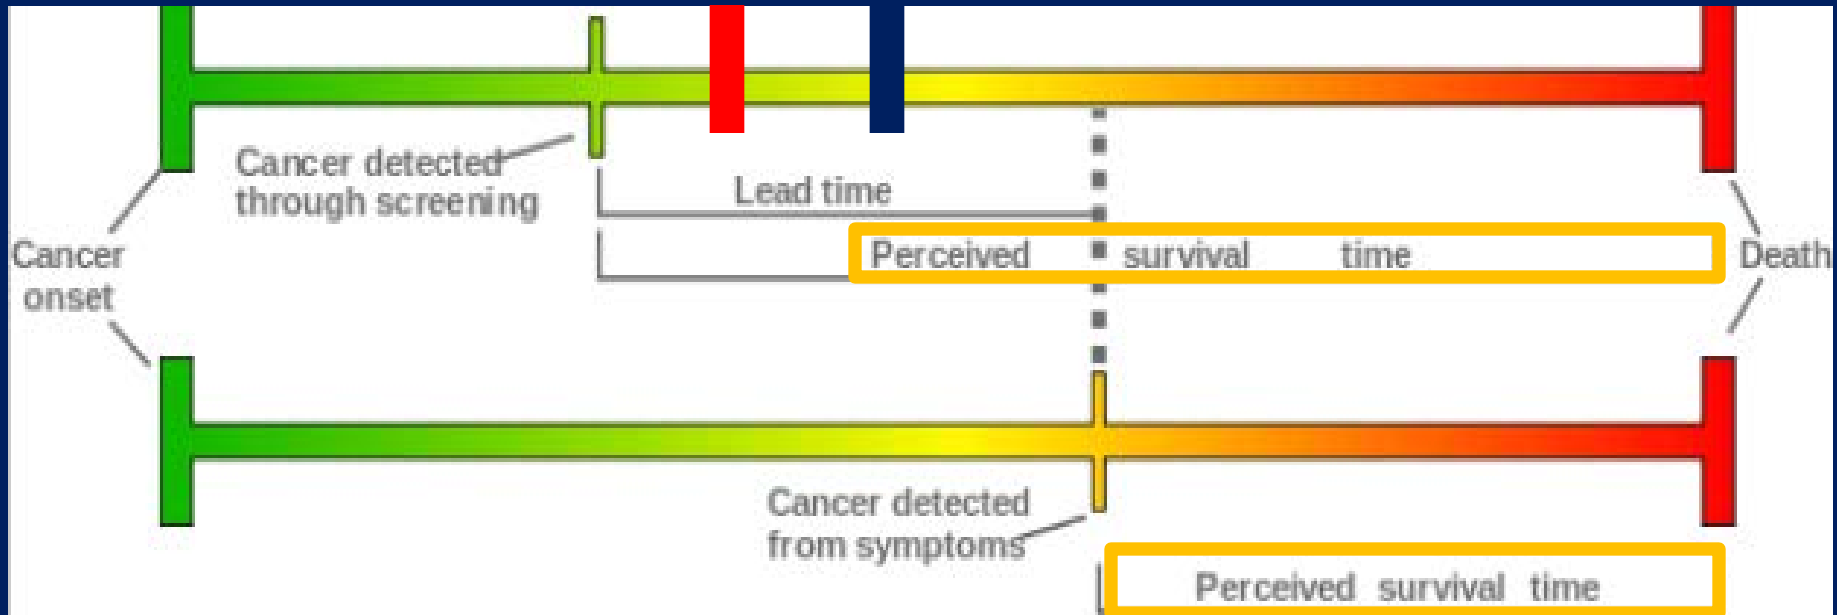 Cancer detected
through screening
Lead time
Perceived survival time
Cancer
onset
Death
Cancer detected
from symptoms
Perceived survival time